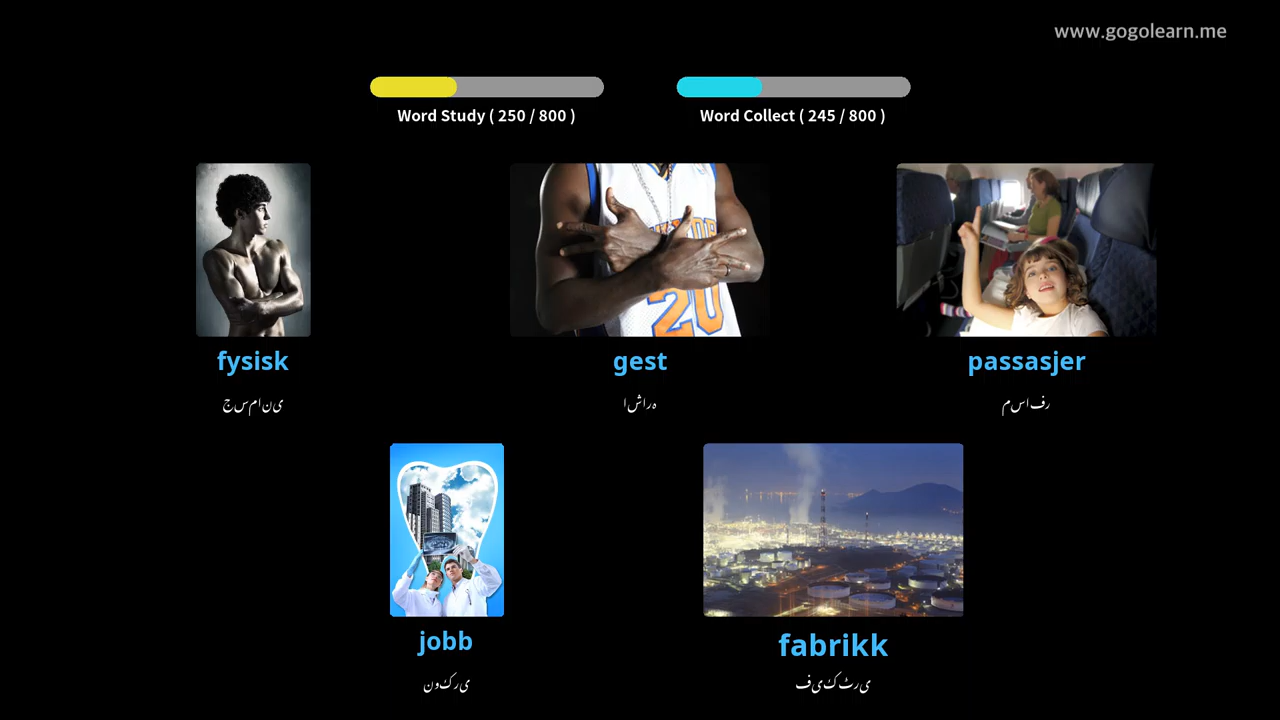 www.gogolearn.me
Word Study ( 250 / 800 )
Word Collect ( 245 / 800 )
fysisk
gest
passasjer
جسمانی
اشارہ
مسافر
jobb
fabrikk
نوکری
فیکٹری